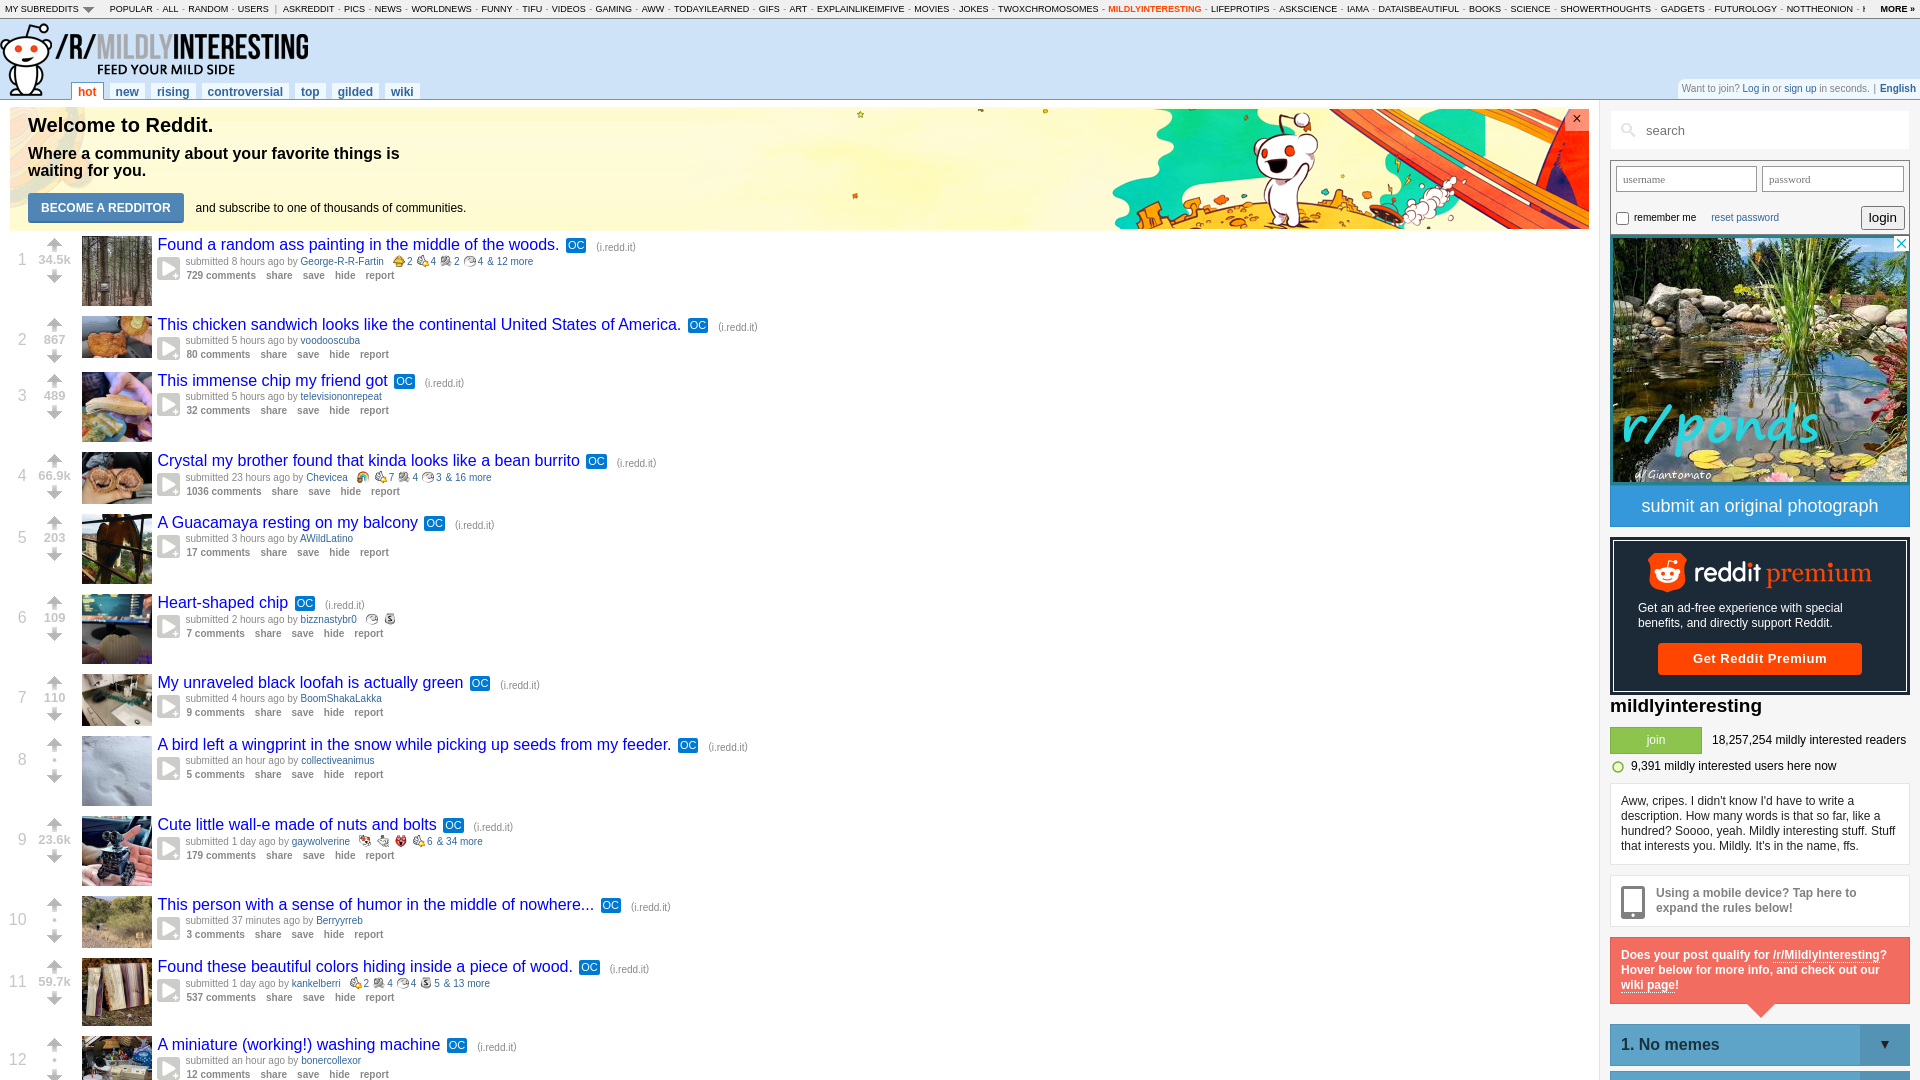 MY SUBREDDITS POPULAR - ALL - RANDOM - USERS | ASKREDDIT - PICS - NEWS - WORLDNEWS - FUNNY - TIFU - VIDEOS - GAMING - AWW - TODAYILEARNED - GIFS - ART - EXPLAINLIKEIMFIVE - MOVIES - JOKES - TWOXCHROMOSOMES - MILDLYINTERESTING - LIFEPROTIPS - ASKSCIENCE - IAMA - DATAISBEAUTIFUL - BOOKS - SCIENCE - SHOWERTHOUGHTS - GADGETS - FUTUROLOGY - NOTTHEONION - MORE »
/R/MILDLYINTERESTING
FEED YOUR MILD SIDE
hot new rising controversial top gilded wiki
Want to join? Log in or sign up in seconds. | English
Welcome to Reddit.
Where a community about your favorite things is
waiting for you.
BECOME A REDDITOR and subscribe to one of thousands of communities.
×
1 34.5k
Found a random ass painting in the middle of the woods. OC (i.redd.it)
submitted 8 hours ago by George-R-R-Fartin 2 4 2 4 & 12 more
729 comments share save hide report
2 867
This chicken sandwich looks like the continental United States of America. OC (i.redd.it)
submitted 5 hours ago by voodooscuba
80 comments share save hide report
3 489
This immense chip my friend got OC (i.redd.it)
submitted 5 hours ago by televisiononrepeat
32 comments share save hide report
4 66.9k
Crystal my brother found that kinda looks like a bean burrito OC (i.redd.it)
submitted 23 hours ago by Chevicea 7 4 3 & 16 more
1036 comments share save hide report
5 203
A Guacamaya resting on my balcony OC (i.redd.it)
submitted 3 hours ago by AWildLatino
17 comments share save hide report
6 109
Heart-shaped chip OC (i.redd.it)
submitted 2 hours ago by bizznastybr0
7 comments share save hide report
7 110
My unraveled black loofah is actually green OC (i.redd.it)
submitted 4 hours ago by BoomShakaLakka
9 comments share save hide report
8 •
A bird left a wingprint in the snow while picking up seeds from my feeder. OC (i.redd.it)
submitted an hour ago by collectiveanimus
5 comments share save hide report
9 23.6k
Cute little wall-e made of nuts and bolts OC (i.redd.it)
submitted 1 day ago by gaywolverine 6 & 34 more
179 comments share save hide report
10 •
This person with a sense of humor in the middle of nowhere... OC (i.redd.it)
submitted 37 minutes ago by Berryyrreb
3 comments share save hide report
11 59.7k
Found these beautiful colors hiding inside a piece of wood. OC (i.redd.it)
submitted 1 day ago by kankelberri 2 4 4 5 & 13 more
537 comments share save hide report
12 •
A miniature (working!) washing machine OC (i.redd.it)
submitted an hour ago by bonercollexor
12 comments share save hide report
search
username password
remember me reset password login
r/ponds
u/Giantomato
submit an original photograph
reddit premium
Get an ad-free experience with special
benefits, and directly support Reddit.
Get Reddit Premium
mildlyinteresting
join 18,257,254 mildly interested readers
9,391 mildly interested users here now
Aww, cripes. I didn't know I'd have to write a
description. How many words is that so far, like a
hundred? Soooo, yeah. Mildly interesting stuff. Stuff
that interests you. Mildly. It's in the name, ffs.
Using a mobile device? Tap here to
expand the rules below!
Does your post qualify for /r/MildlyInteresting?
Hover below for more info, and check out our
wiki page!
1. No memes ▼